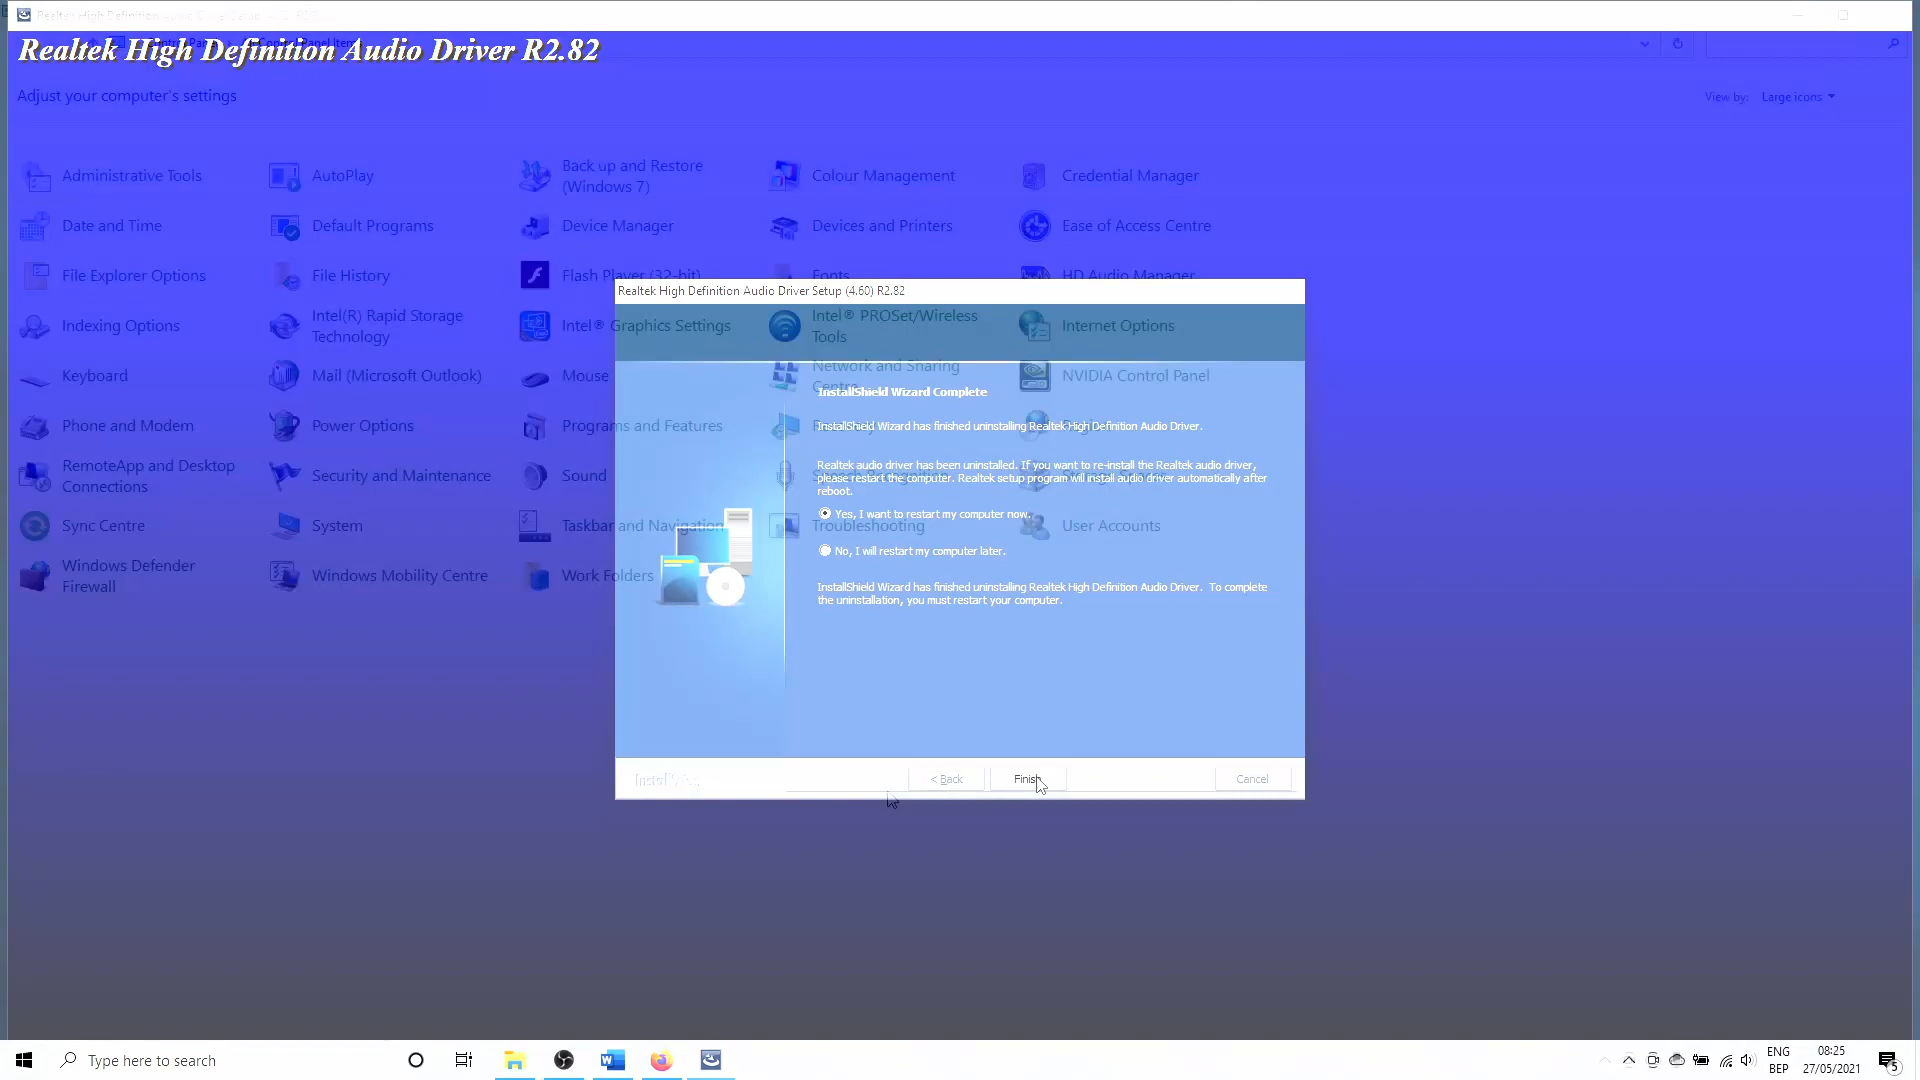 Realtek High Definition Audio Driver R2.82
Adjust your computer's settings
View by: Large icons
Administrative Tools
AutoPlay
Back up and Restore
(Windows 7)
Colour Management
Credential Manager
Date and Time
Default Programs
Device Manager
Devices and Printers
Ease of Access Centre
File Explorer Options
File History
Flash Player (32-bit)
Fonts
HD Audio Manager
Indexing Options
Intel(R) Rapid Storage
Technology
Intel® Graphics Settings
Intel® PROSet/Wireless
Tools
Internet Options
Keyboard
Mail (Microsoft Outlook)
Mouse
Network and Sharing
Centre
NVIDIA Control Panel
Phone and Modem
Power Options
Programs and Features
RemoteApp and Desktop
Connections
Security and Maintenance
Sound
Sync Centre
System
Taskbar and Navigation
Troubleshooting
User Accounts
Windows Defender
Firewall
Windows Mobility Centre
Work Folders
Realtek High Definition Audio Driver Setup (4.60) R2.82
InstallShield Wizard Complete
InstallShield Wizard has finished uninstalling Realtek High Definition Audio Driver.
Realtek audio driver has been uninstalled. If you want to re-install the Realtek audio driver,
please restart the computer. Realtek setup program will install audio driver automatically after
reboot.
Yes, I want to restart my computer now.
No, I will restart my computer later.
InstallShield Wizard has finished uninstalling Realtek High Definition Audio Driver. To complete
the uninstallation, you must restart your computer.
< Back
Finish
Cancel
Type here to search
ENG
BEP
08:25
27/05/2021
5